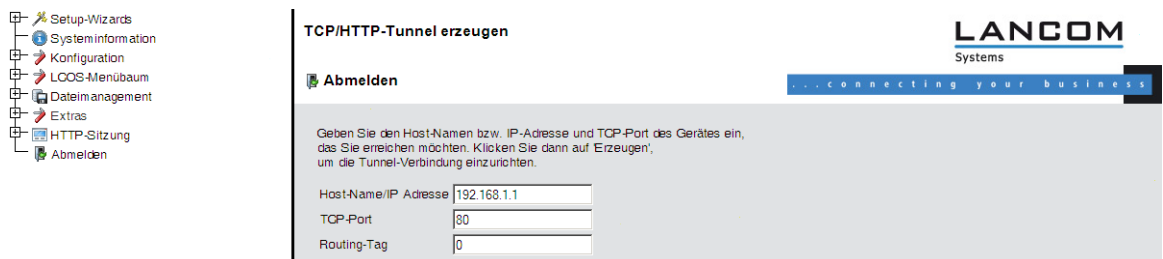 Setup-Wizards
Systeminformation
Konfiguration
LCOS-Menübaum
Dateimanagement
Extras
HTTP-Sitzung
Abmelden
TCP/HTTP-Tunnel erzeugen
LANCOM
Systems
Abmelden
...connecting your business
Geben Sie den Host-Namen bzw. IP-Adresse und TCP-Port des Gerätes ein,
das Sie erreichen möchten. Klicken Sie dann auf 'Erzeugen',
um die Tunnel-Verbindung einzurichten.
Host-Name/IP Adresse 192.168.1.1
TCP-Port 80
Routing-Tag 0